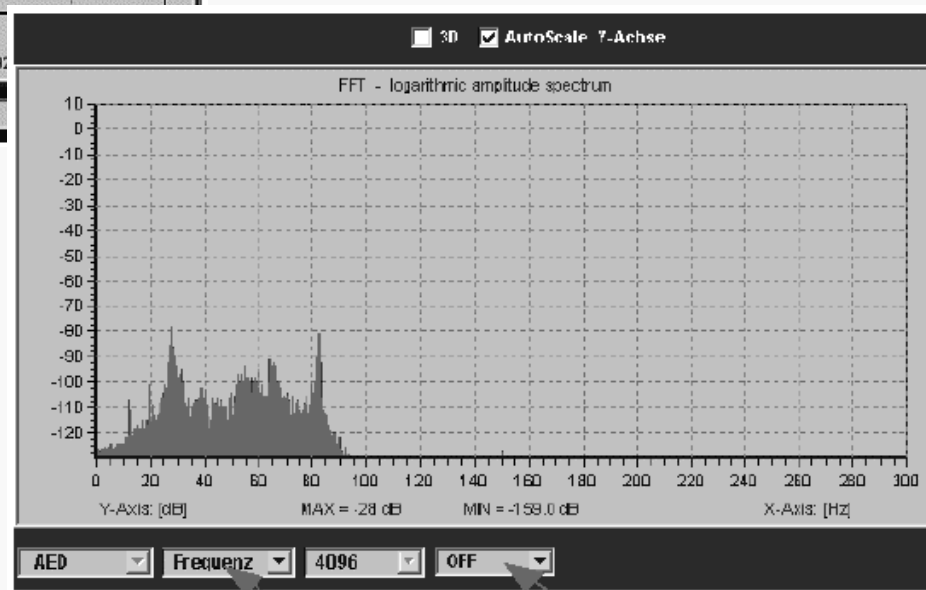 3D AutoScale Y-Achse
FFT - logarithmic amplitude spectrum
10
0
-10
-20
-30
-40
-50
-60
-70
-80
-90
-100
-110
-120
0 20 40 60 80 100 120 140 160 180 200 220 240 260 280 300
Y-Axis: [dB] MAX = -28 dB MIN = -159.0 dB X-Axis: [Hz]
AED Frequenz 4096 OFF